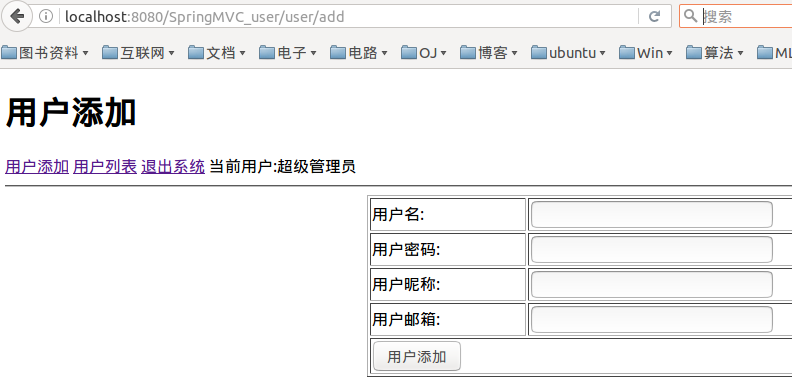 localhost:8080/SpringMVC_user/user/add 搜索
图书资料 互联网 文档 电子 电路 OJ 博客 ubuntu Win 算法 ML
用户添加
用户添加 用户列表 退出系统 当前用户:超级管理员
用户名:
用户密码:
用户昵称:
用户邮箱:
用户添加